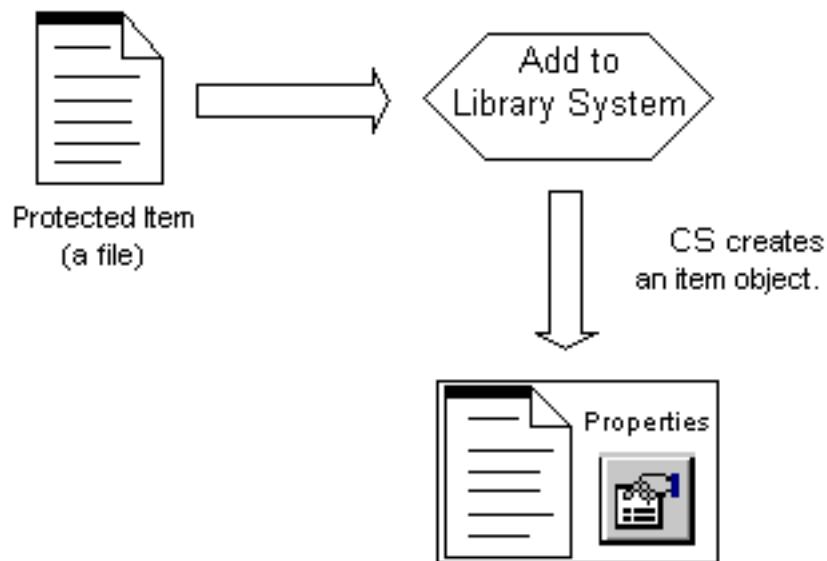 Add to
Library System
Protected Item
(a file)
CS creates
an item object.
Properties